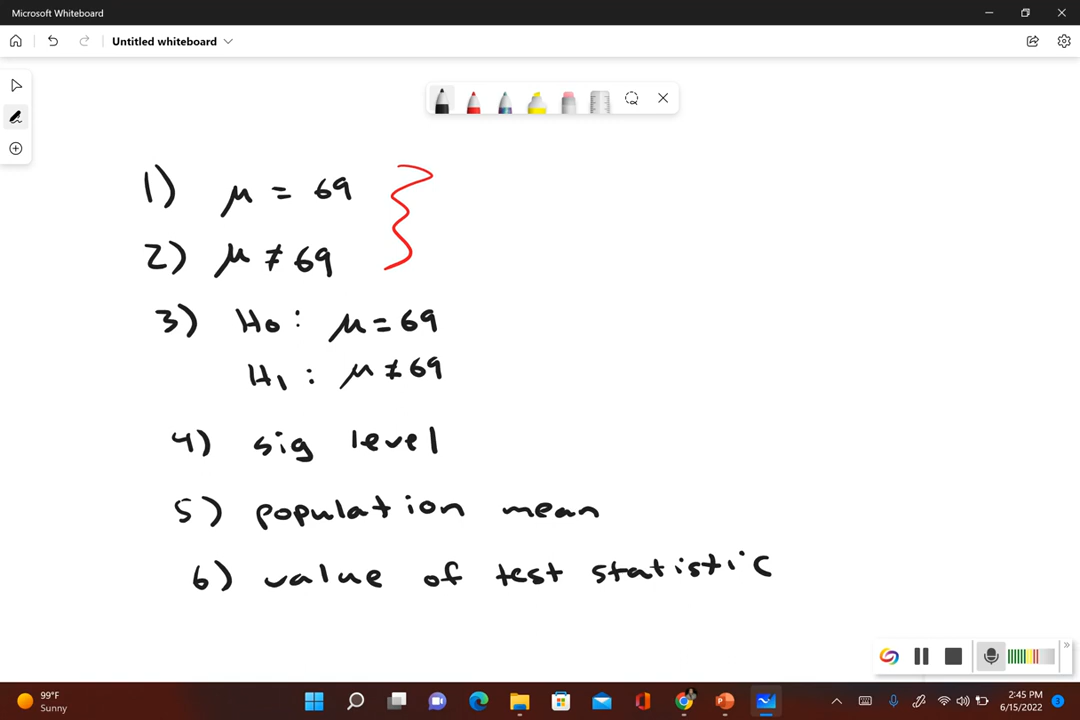 Microsoft Whiteboard
Untitled whiteboard
1) μ = 69
2) μ ≠ 69
3) Ho: μ = 69
H1: μ ≠ 69
4) sig level
5) population mean
6) value of test statistic
99°F
Sunny
2:45 PM
6/15/2022
3